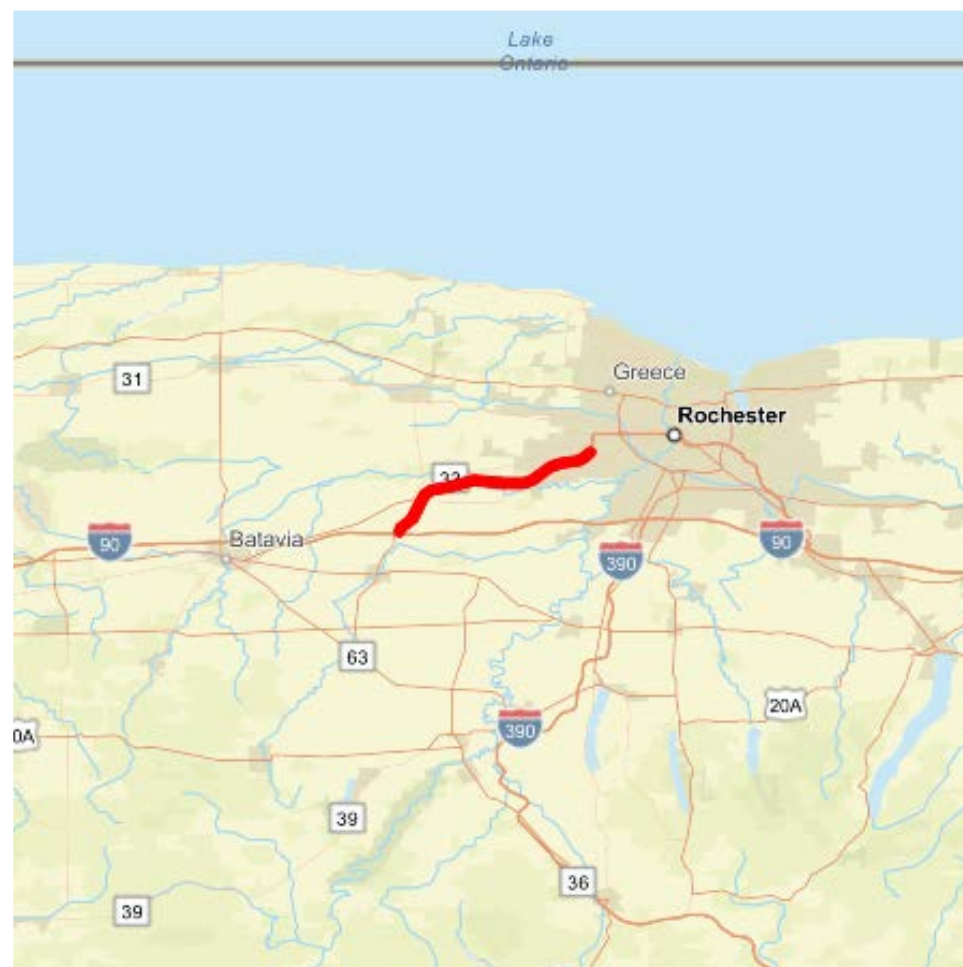 Lake
Ontario
31
Greece
Rochester
33
90
Batavia
390
90
63
20A
390
0A
39
36
39